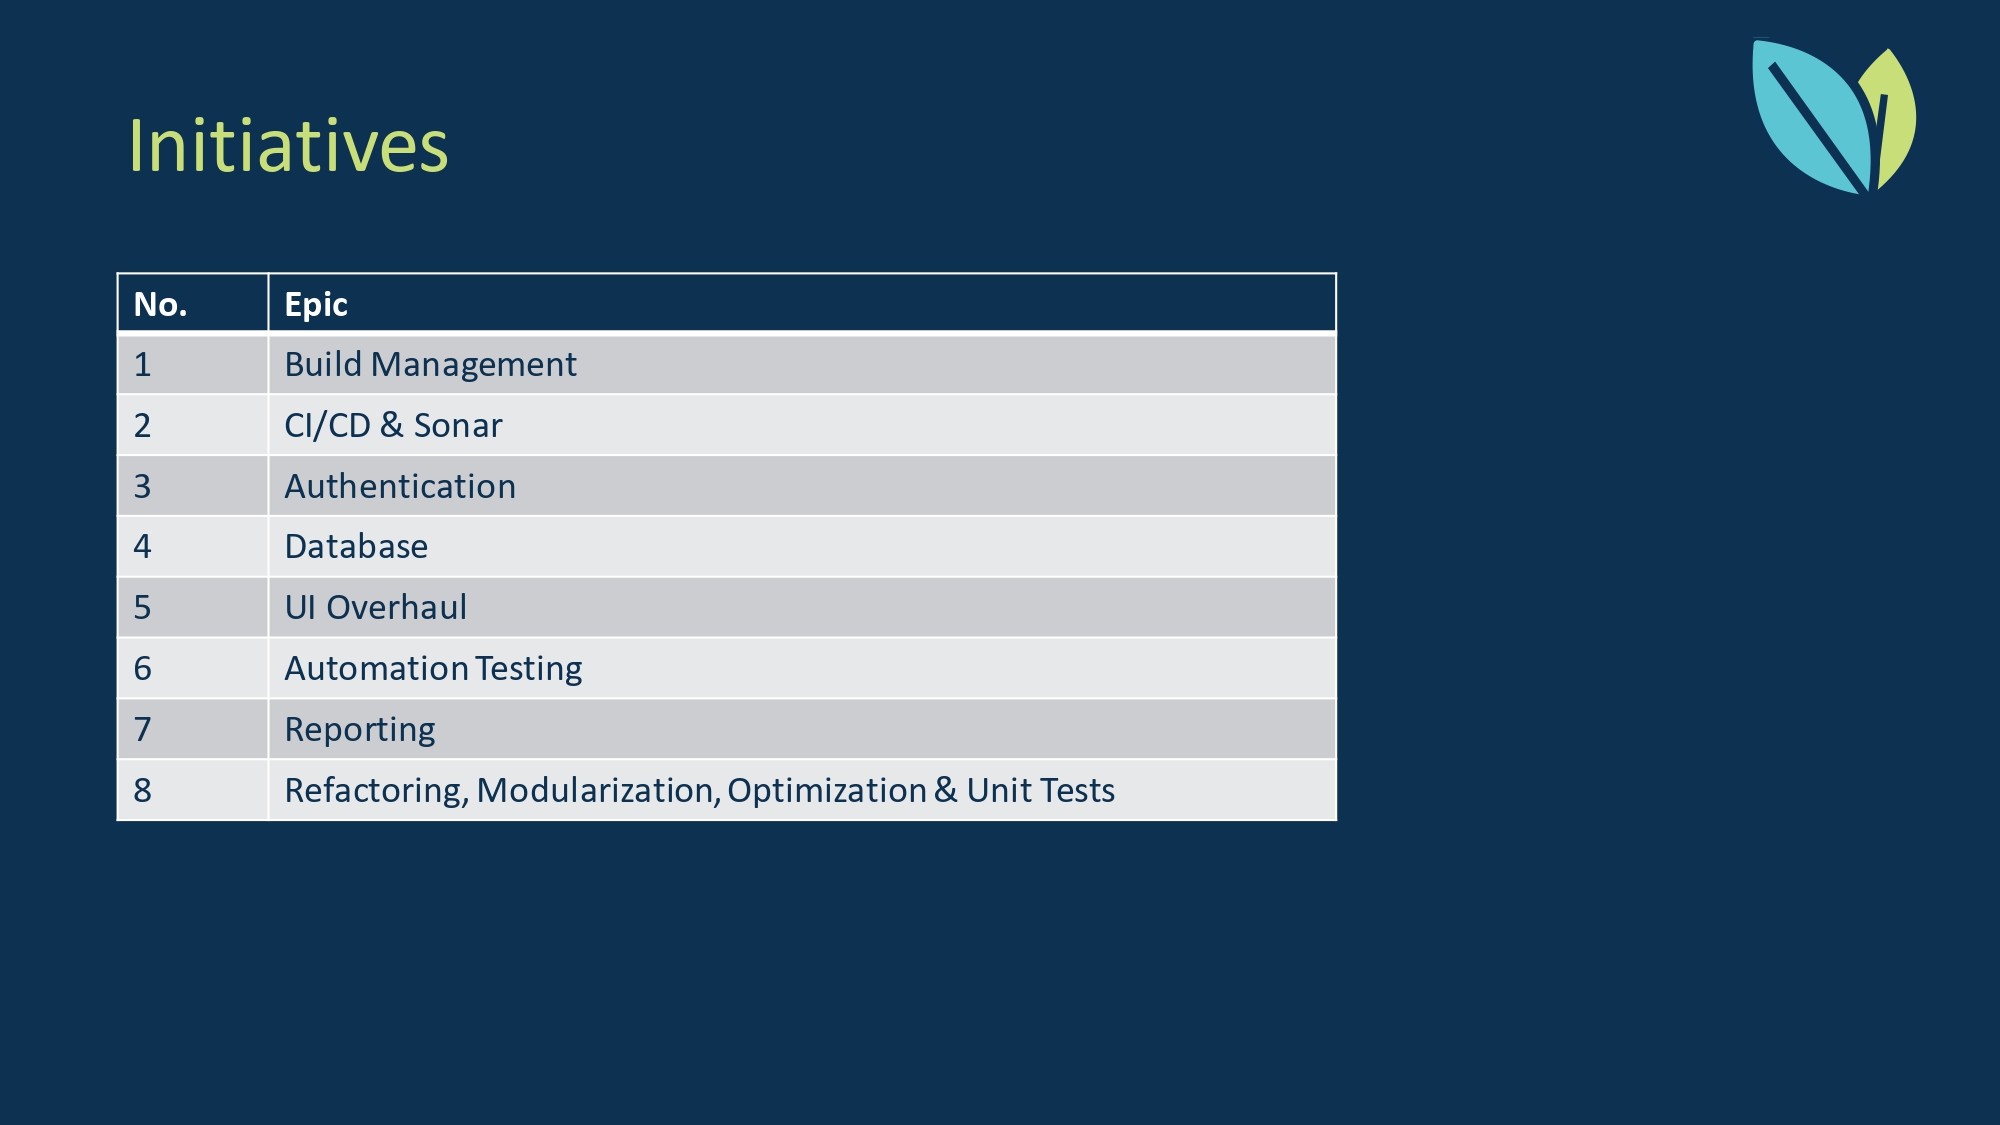 Initiatives
No. Epic
1 Build Management
2 CI/CD & Sonar
3 Authentication
4 Database
5 UI Overhaul
6 Automation Testing
7 Reporting
8 Refactoring, Modularization, Optimization & Unit Tests